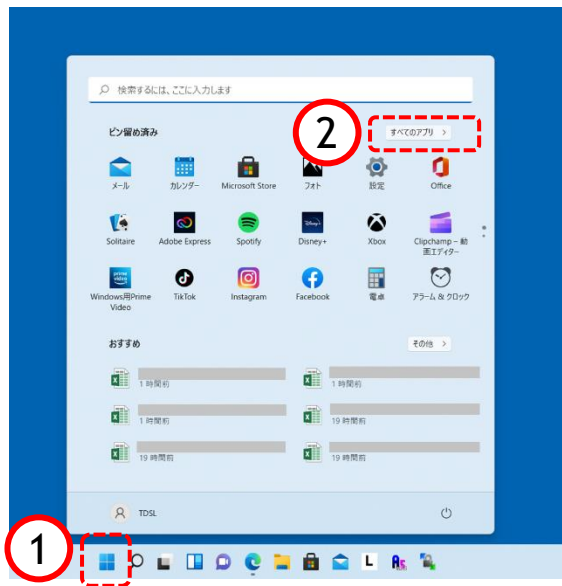 検索するには、ここに入力します
ピン留め済み
2
すべてのアプリ >
メール
カレンダー
Microsoft Store
フォト
設定
Office
Solitaire
Adobe Express
Spotify
Disney+
Disney+
Xbox
Clipchamp – 動
画エディター
prime
video
Windows用Prime
Video
TikTok
Instagram
Facebook
電卓
アラーム & クロック
おすすめ
その他 >
1 時間前
1 時間前
1 時間前
19 時間前
19 時間前
19 時間前
TDSL
1
L
As